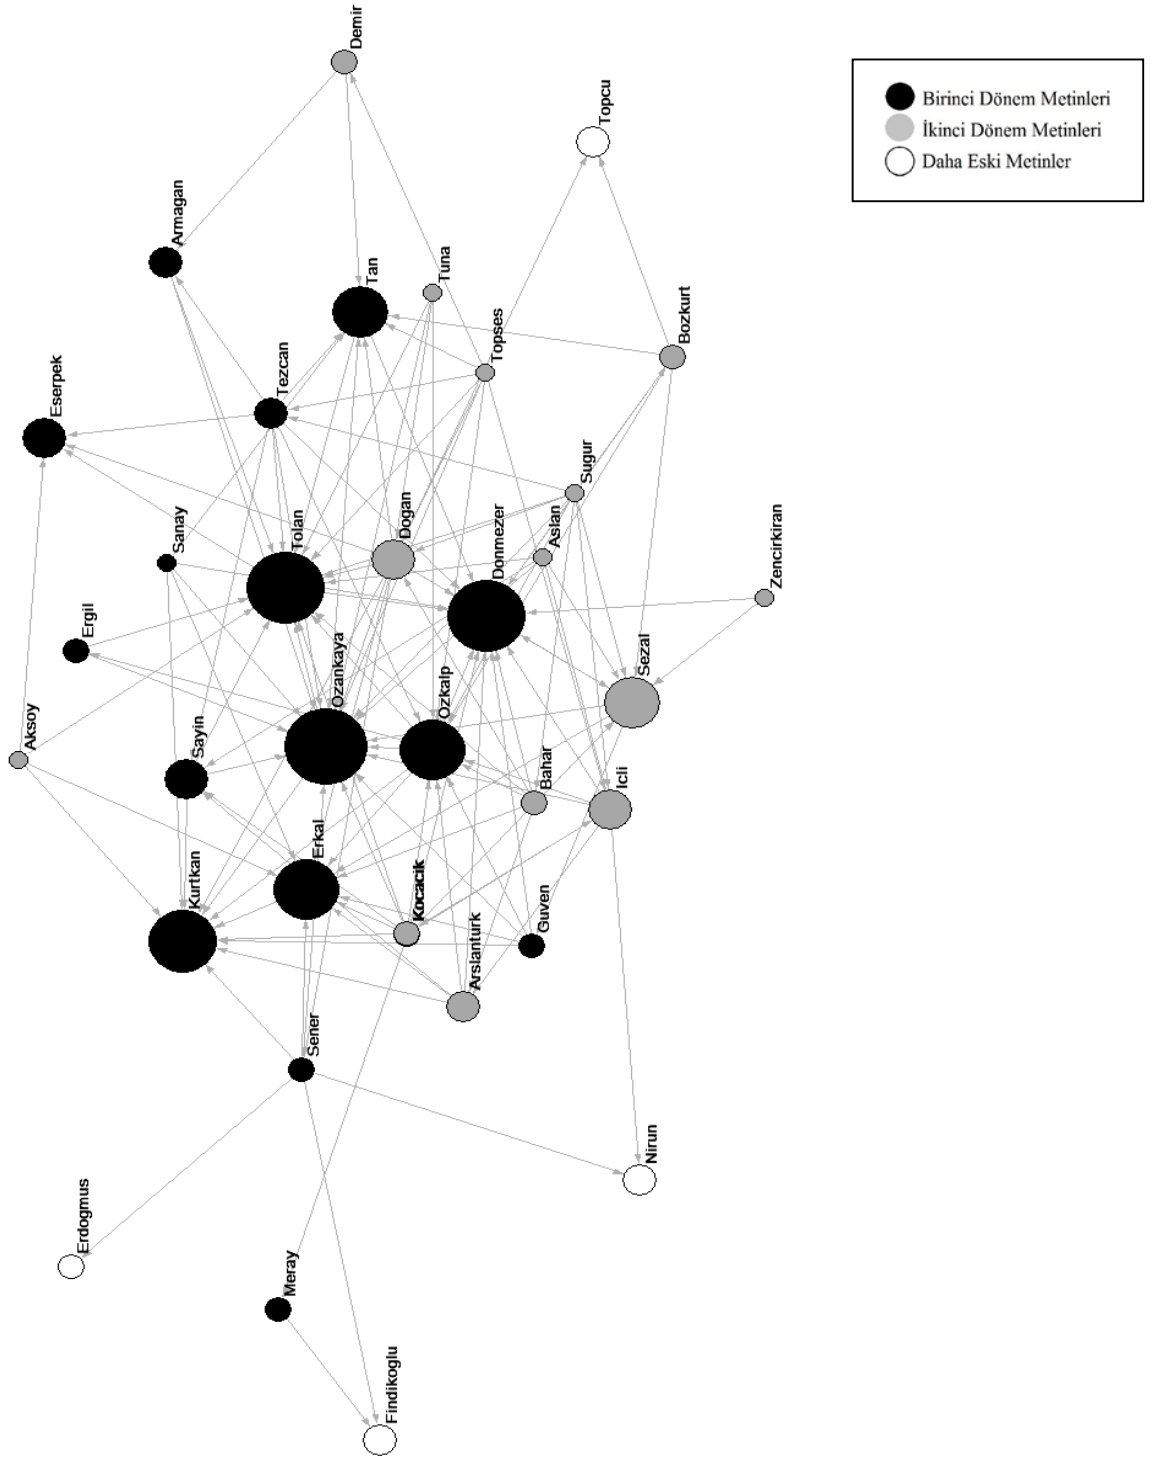 Demir
Topcu
Birinci Dönem Metinleri
İkinci Dönem Metinleri
Daha Eski Metinler
Armagan
Tan
Tuna
Topses
Bozkurt
Eserpek
Tezcan
Sugur
Sanay
Tolan
Dogan
Donmezer
Aslan
Zencirkiran
Ergil
Ozankaya
Ozkalp
Sezal
Aksoy
Sayin
Bahar
Icli
Erkal
Kurtkan
Kocacik
Arslanturk
Guven
Sener
Nirun
Erdogmus
Meray
Findikoglu